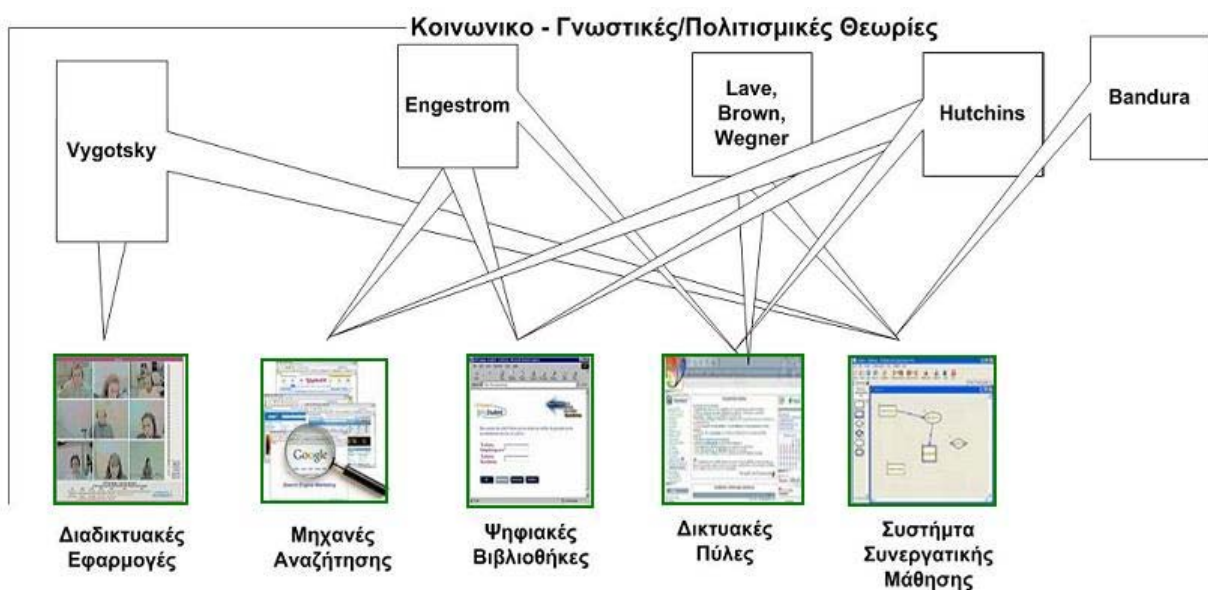 Κοινωνικο - Γνωστικές/Πολιτισμικές Θεωρίες
Vygotsky
Engestrom
Lave,
Brown,
Wegner
Hutchins
Bandura
Google
Διαδικτυακές
Εφαρμογές
Μηχανές
Αναζήτησης
Ψηφιακές
Βιβλιοθήκες
Δικτυακές
Πύλες
Συστήμτα
Συνεργατικής
Μάθησης